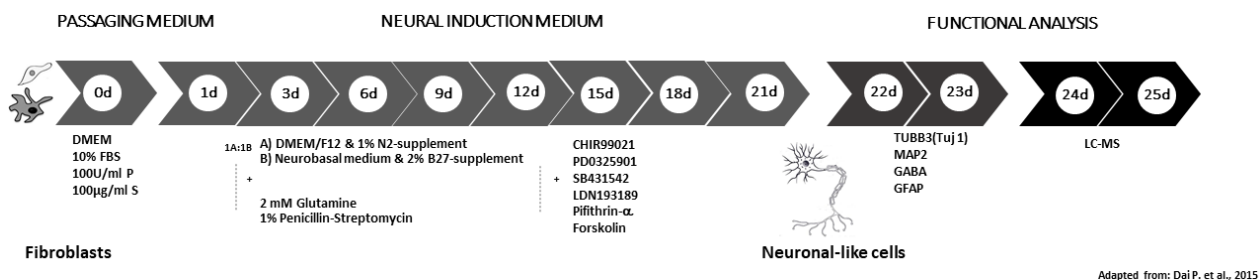 PASSAGING MEDIUM
NEURAL INDUCTION MEDIUM
FUNCTIONAL ANALYSIS
0d
1d
3d
6d
9d
12d
15d
18d
21d
22d
23d
24d
25d
DMEM
10% FBS
100U/ml P
100µg/ml S
1A:1B
A) DMEM/F12 & 1% N2-supplement
B) Neurobasal medium & 2% B27-supplement
+
2 mM Glutamine
1% Penicillin-Streptomycin
+
CHIR99021
PD0325901
SB431542
LDN193189
Pifithrin-α.
Forskolin
TUBB3(Tuj 1)
MAP2
GABA
GFAP
LC-MS
Fibroblasts
Neuronal-like cells
Adapted from: Dai P. et al., 2015